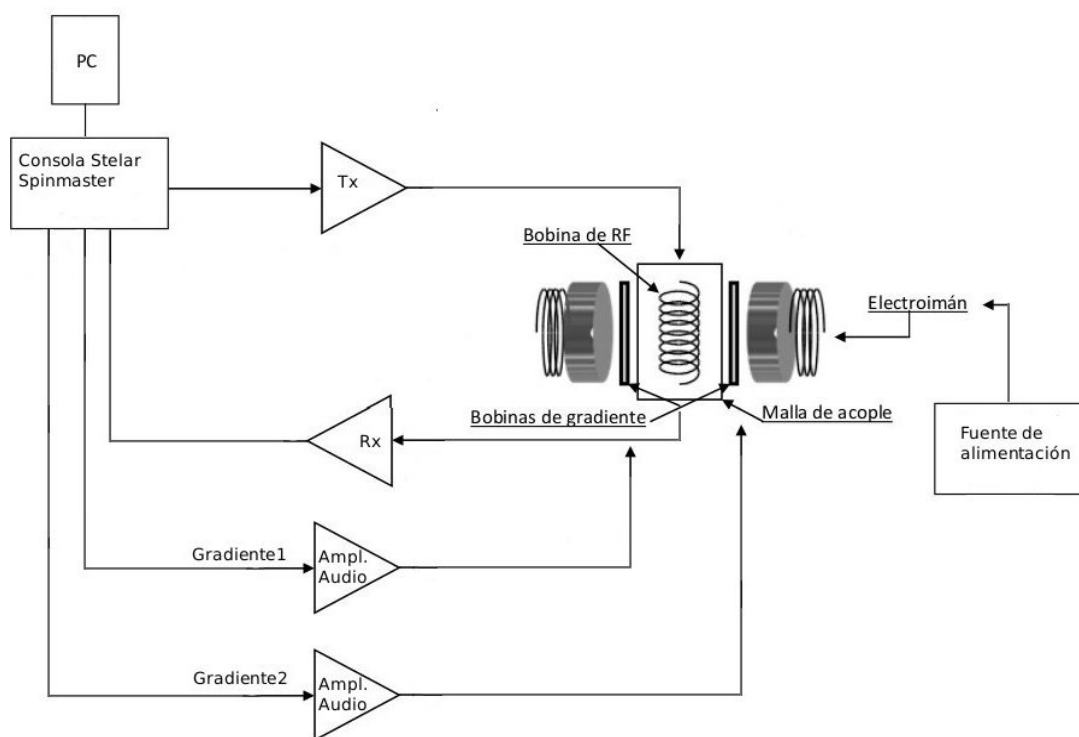 PC
Consola Stelar
Spinmaster
Tx
Bobina de RF
Electroimán
Bobinas de gradiente
Malla de acople
Rx
Fuente de
alimentación
Gradiente1
Ampl.
Audio
Gradiente2
Ampl.
Audio